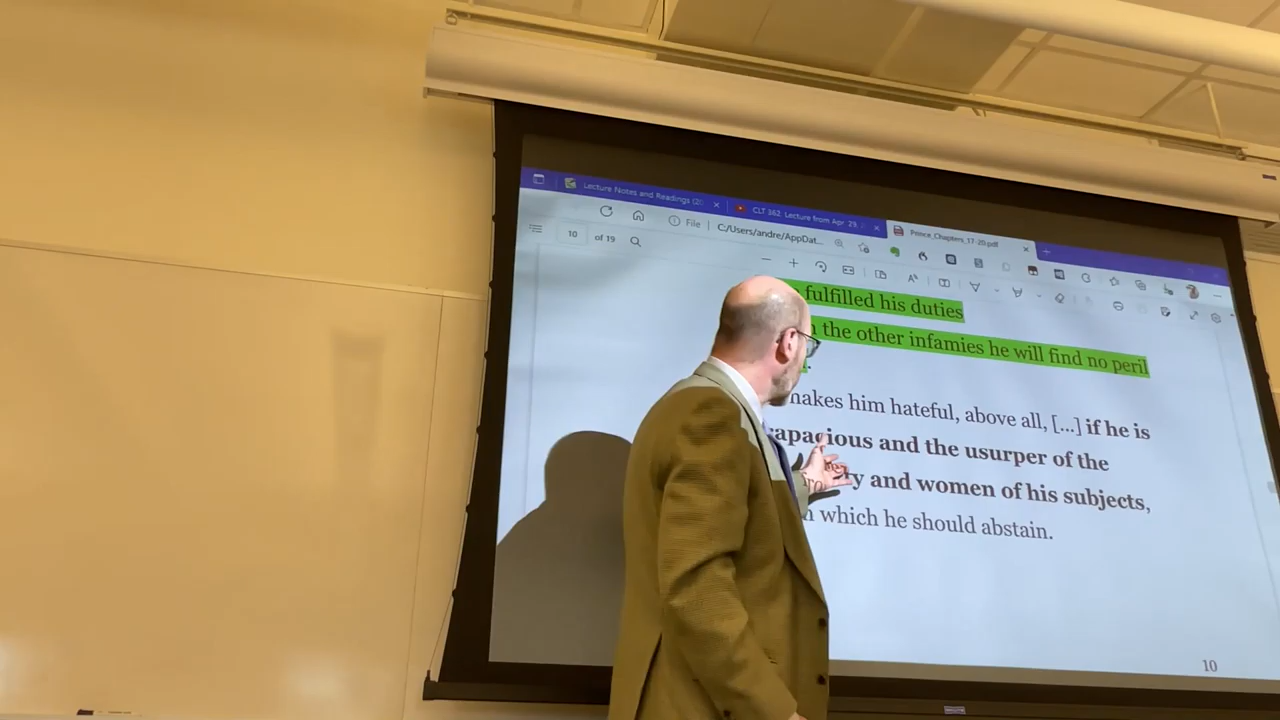 Lecture Notes and Readings (20
CLT 362: Lecture from Apr. 29,
Prince_Chapters_17-20.pdf
File
C:/Users/andre/AppDat...
10 of 19
fulfilled his duties
the other infamies he will find no peril
makes him hateful, above all, [...] if he is
rapacious and the usurper of the
and women of his subjects,
which he should abstain.
10